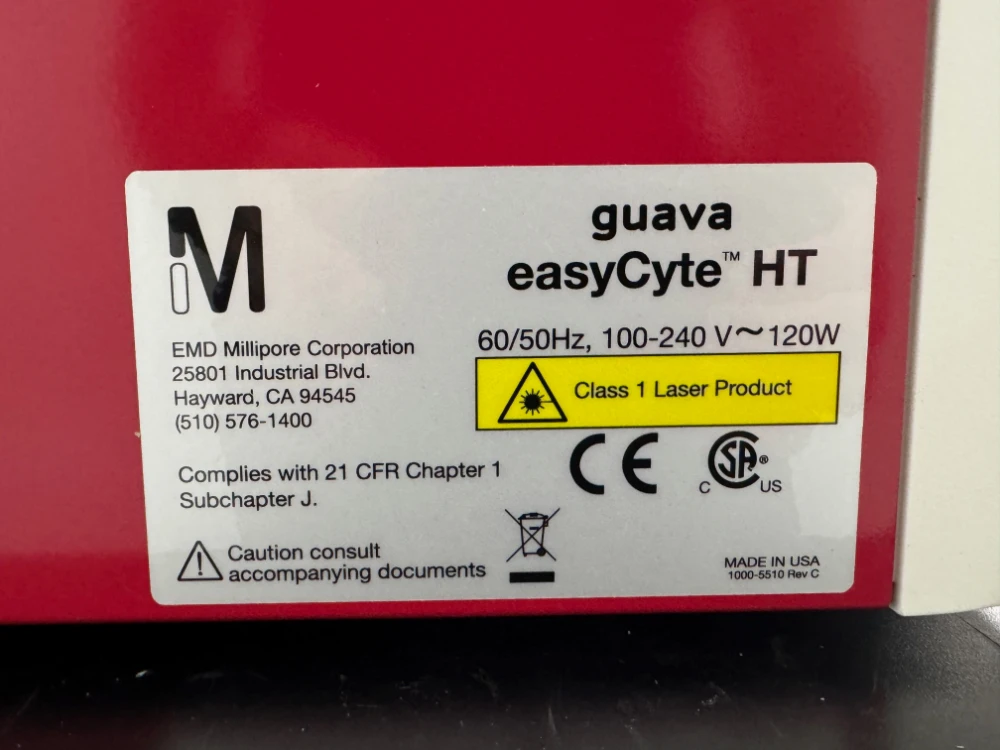 M
guava
easyCyte™ HT
60/50Hz, 100-240 V～120W
EMD Millipore Corporation
25801 Industrial Blvd.
Hayward, CA 94545
(510) 576-1400
Class 1 Laser Product
Complies with 21 CFR Chapter 1
Subchapter J.
CE
C SA® US
Caution consult
accompanying documents
MADE IN USA
1000-5510 Rev C